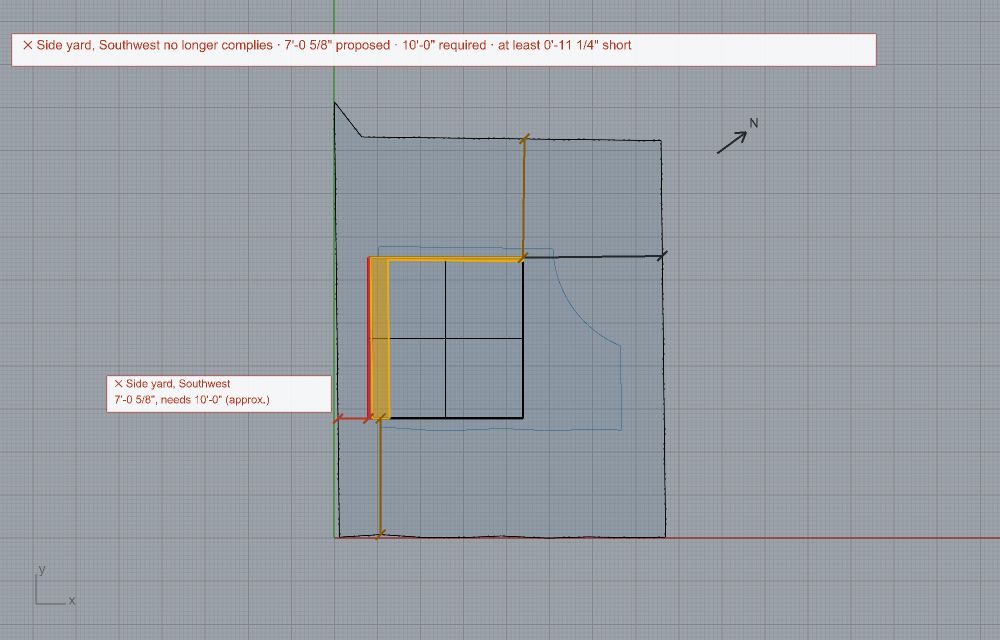 × Side yard, Southwest no longer complies · 7'-0 5/8" proposed · 10'-0" required · at least 0'-11 1/4" short
N
× Side yard, Southwest
7'-0 5/8", needs 10'-0" (approx.)
y
x